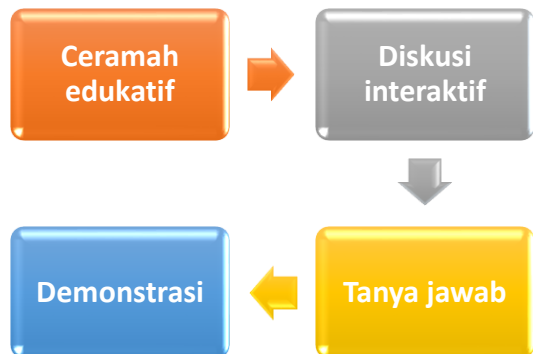 Ceramah
edukatif
Diskusi
interaktif
Tanya jawab
Demonstrasi